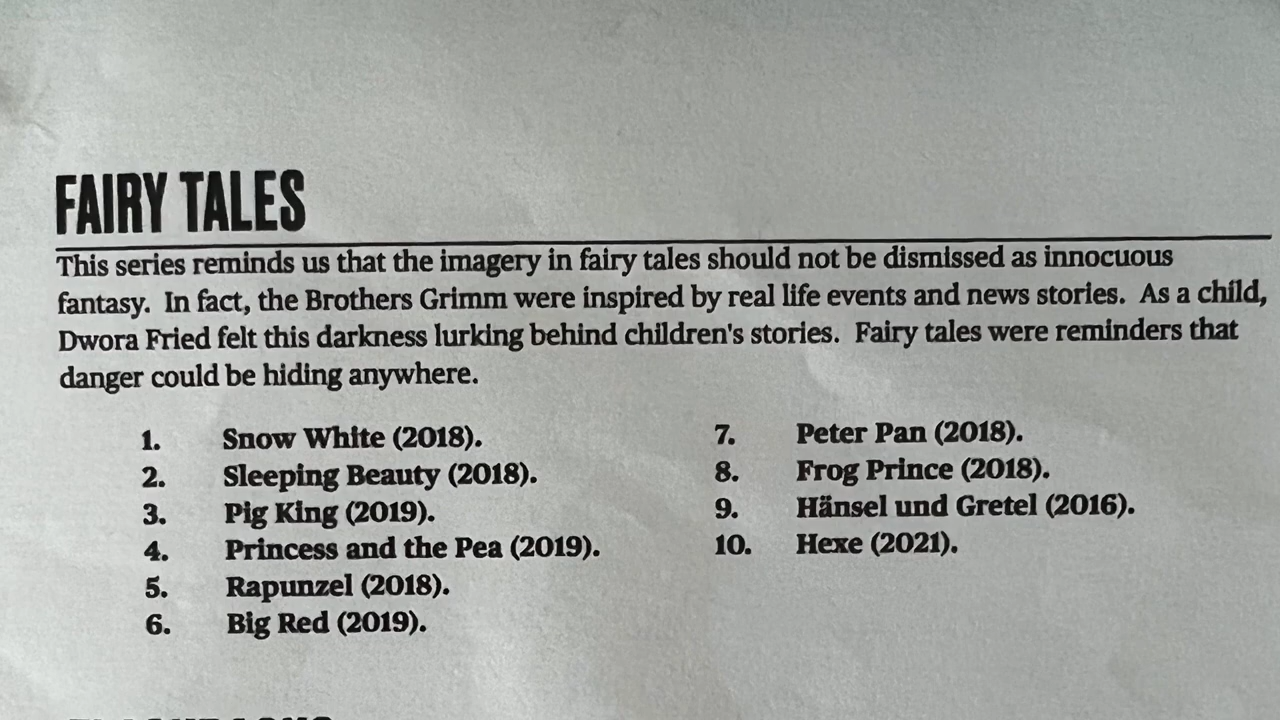 FAIRY TALES
This series reminds us that the imagery in fairy tales should not be dismissed as innocuous
fantasy.  In fact, the Brothers Grimm were inspired by real life events and news stories.  As a child,
Dwora Fried felt this darkness lurking behind children's stories.  Fairy tales were reminders that
danger could be hiding anywhere.
1. Snow White (2018).
2. Sleeping Beauty (2018).
3. Pig King (2019).
4. Princess and the Pea (2019).
5. Rapunzel (2018).
6. Big Red (2019).
7. Peter Pan (2018).
8. Frog Prince (2018).
9. Hänsel und Gretel (2016).
10. Hexe (2021).